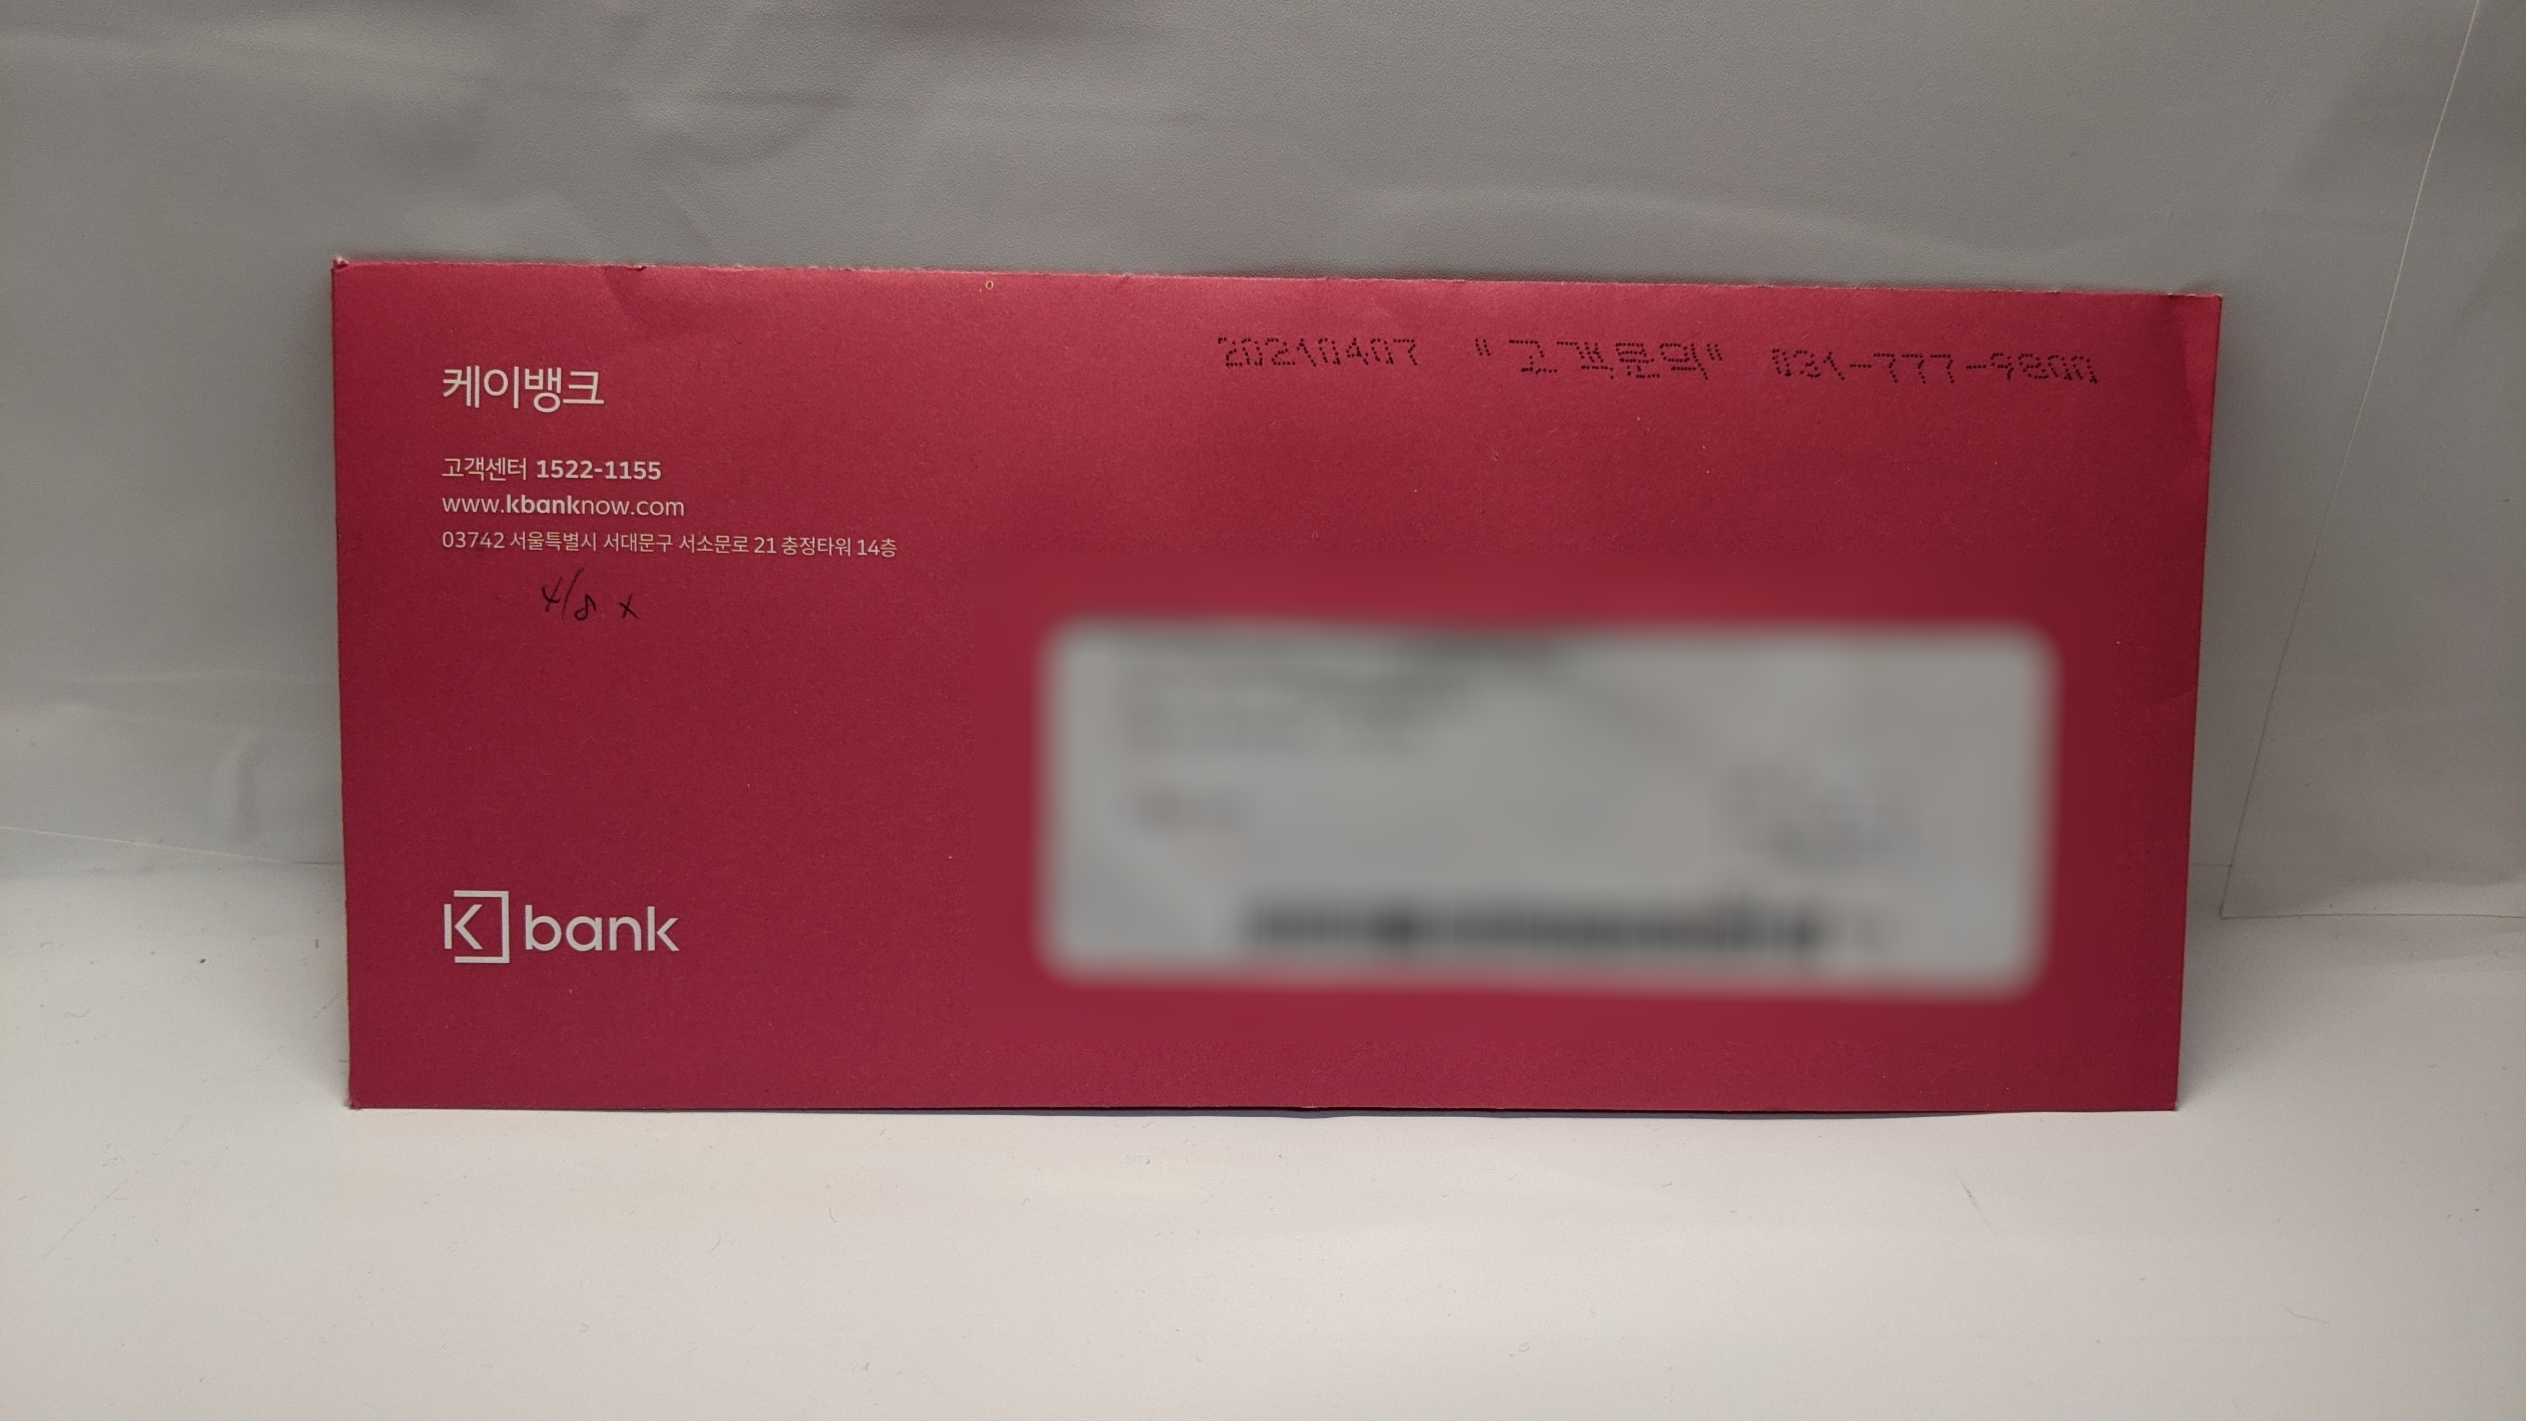 20210407 "고객문의" 031-777-9800
케이뱅크
고객센터 1522-1155
www.kbanknow.com
03742 서울특별시 서대문구 서소문로 21 충정타워 14층
4/8 x
K bank